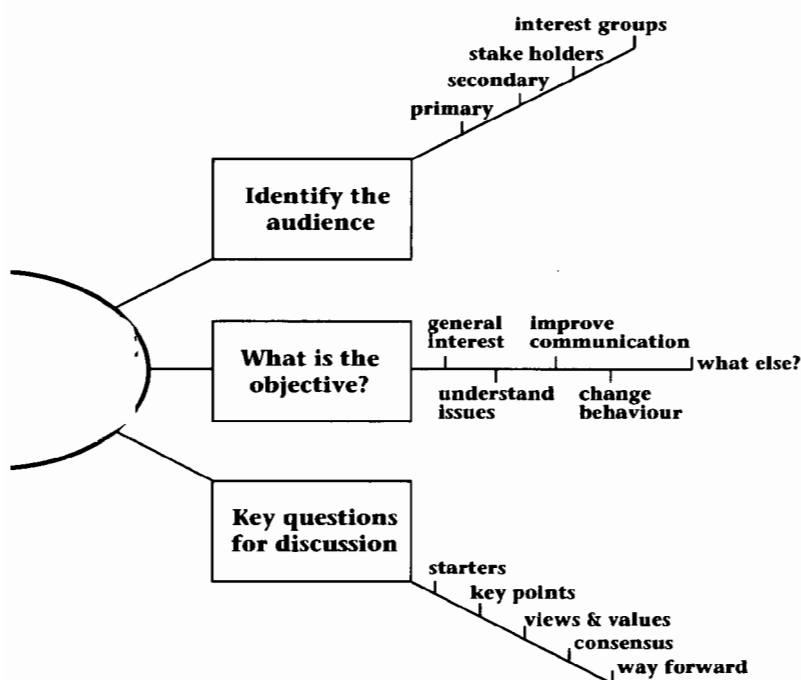 interest groups
stake holders
secondary
primary
Identify the
audience
general
interest
improve
communication
What is the
objective?
what else?
understand
issues
change
behaviour
Key questions
for discussion
starters
key points
views & values
consensus
way forward